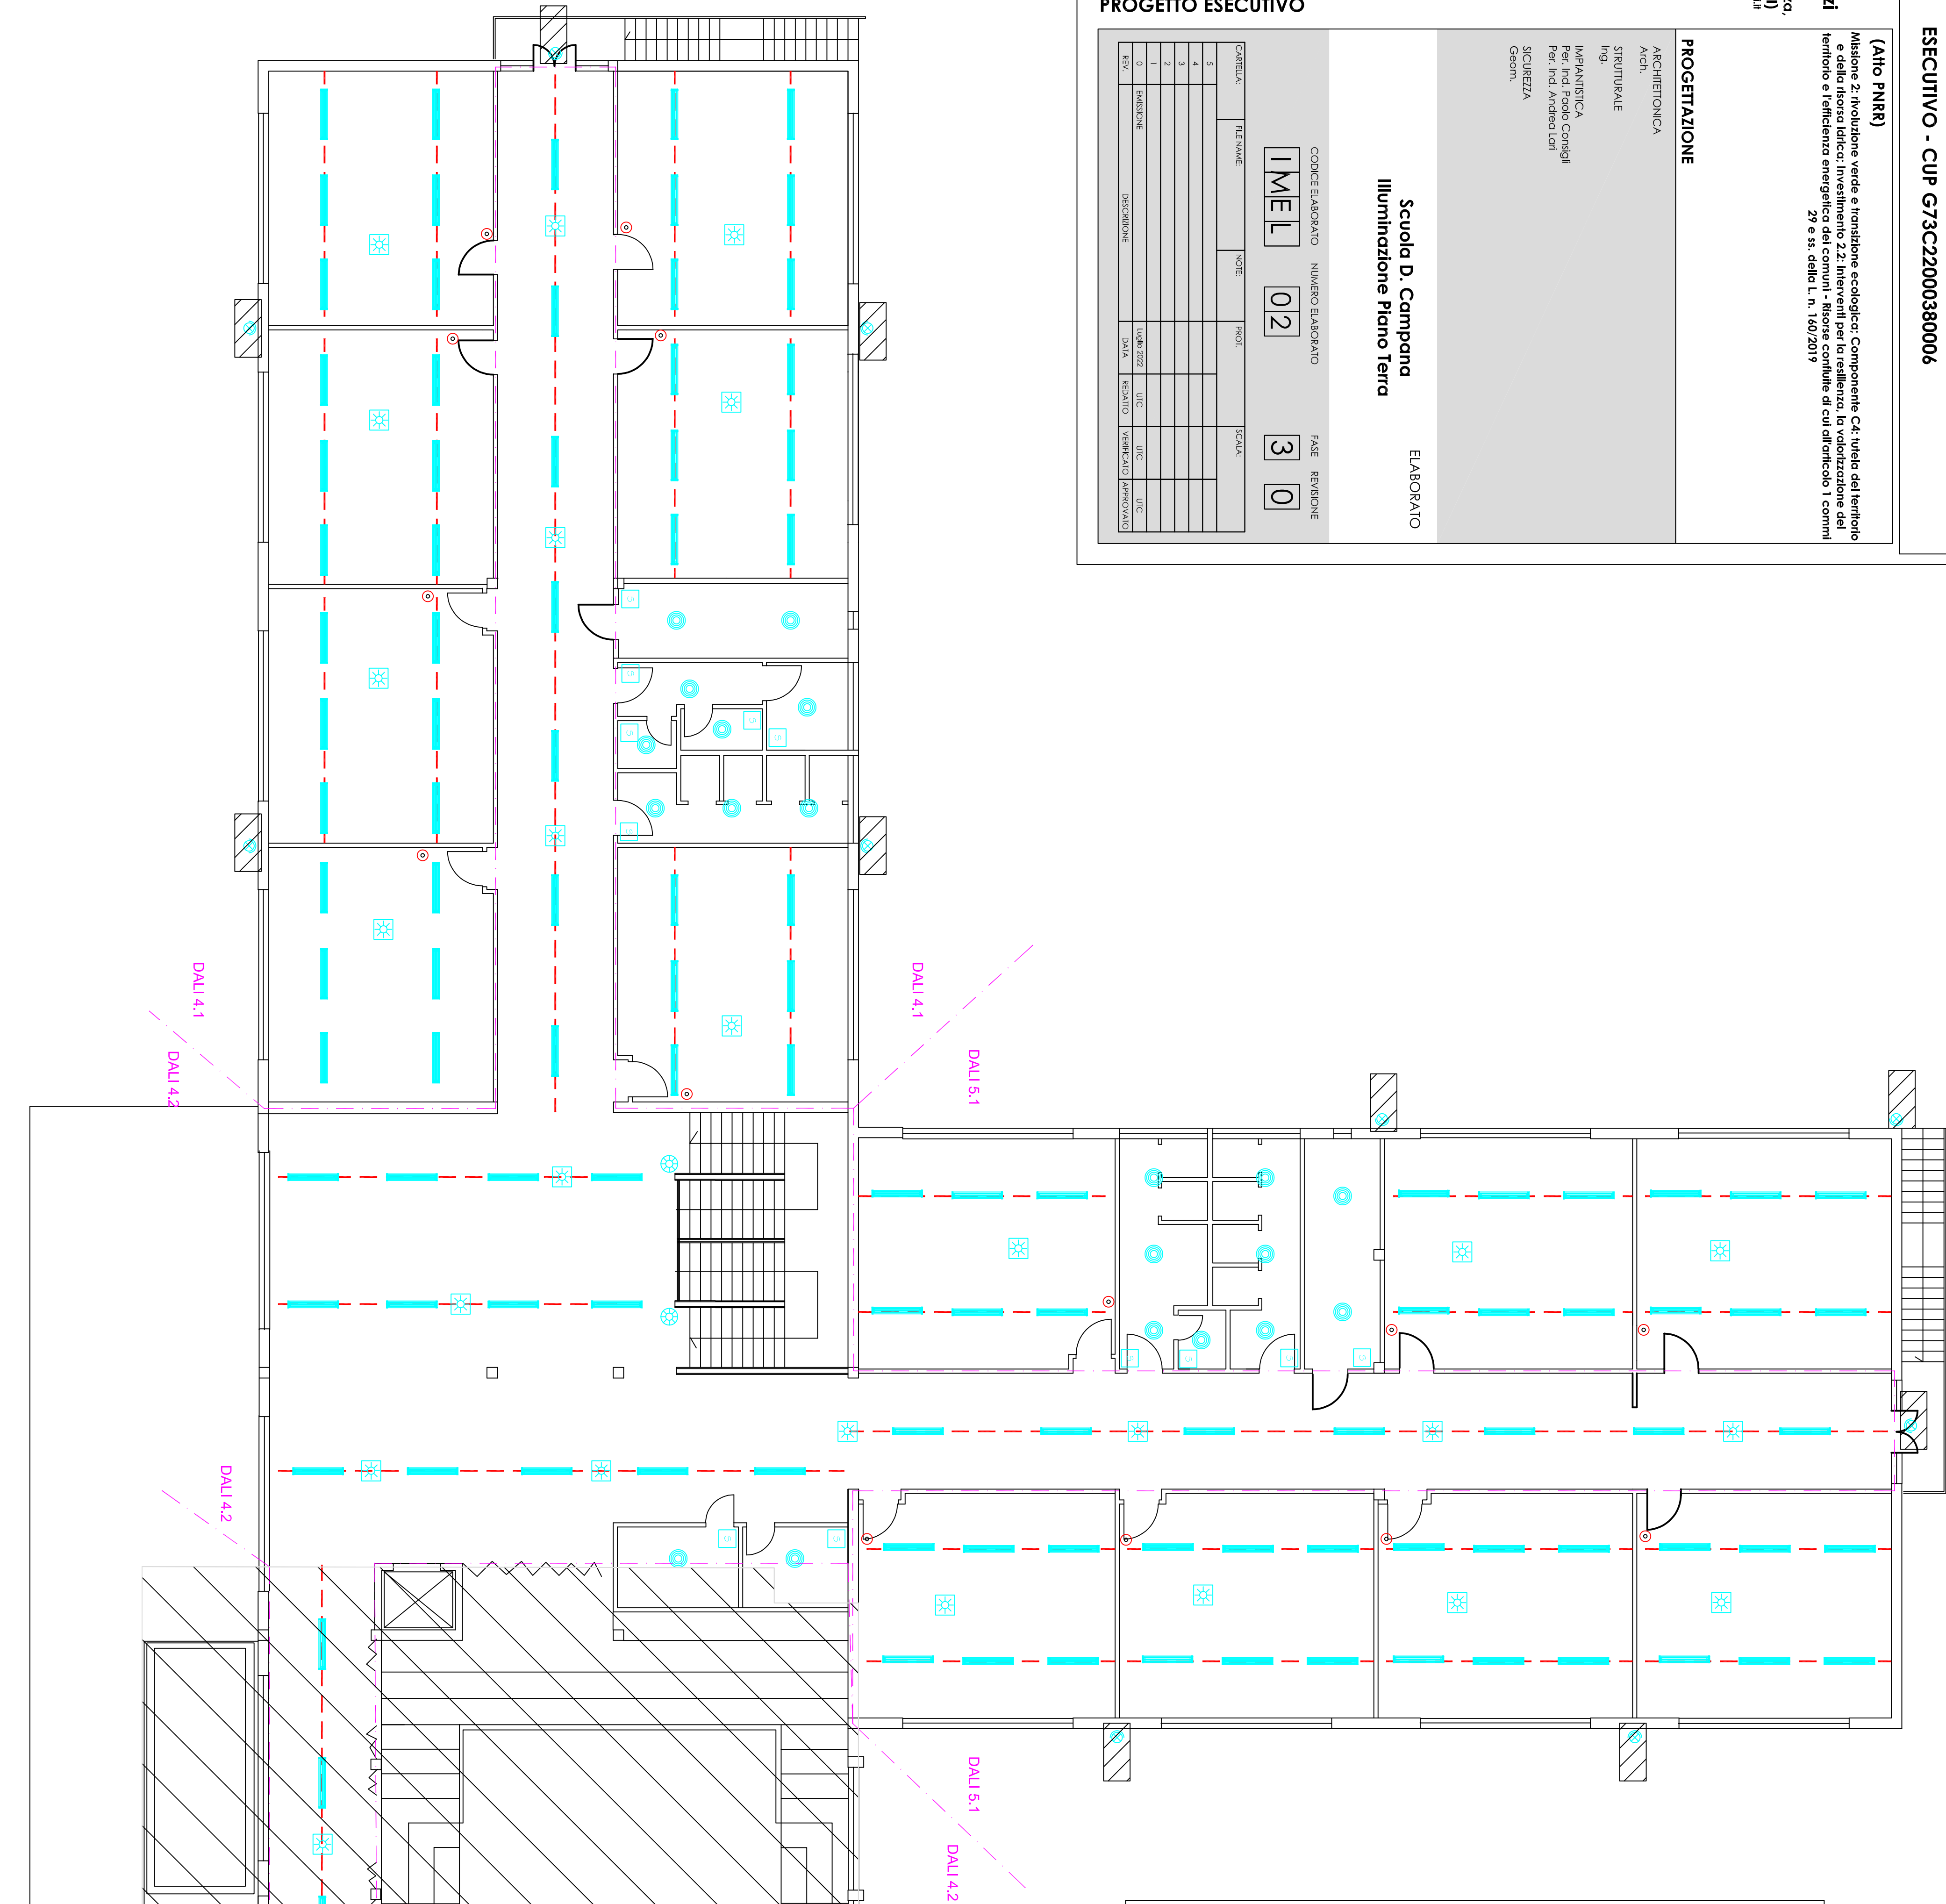 ESECUTIVO - CUP G73C22000380006
(Atto PNRR)
Missione 2: rivoluzione verde e transizione ecologica; Componente C4: tutela del territorio
e della risorsa idrica; Investimento 2.2: Interventi per la resilienza, la valorizzazione del
territorio e l'efficienza energetica dei comuni - Risorse confluite di cui all'articolo 1 commi
29 e ss. della L. n. 160/2019
zi
za,
I)
i.it
PROGETTAZIONE
ARCHITETTONICA
Arch.
STRUTTURALE
Ing.
IMPIANTISTICA
Per. Ind. Paolo Consigli
Per. Ind. Andrea Lari
SICUREZZA
Geom.
ELABORATO
Scuola D. Campana
Illuminazione Piano Terra
CODICE ELABORATO NUMERO ELABORATO FASE REVISIONE
I M E L 0 2 3 0
CARTELLA: FILE NAME: NOTE: PROT. SCALA:
5
4
3
2
1
0 EMISSIONE Luglio 2022 UTC UTC UTC
REV. DESCRIZIONE DATA REDATTO VERIFICATO APPROVATO
PROGETTO ESECUTIVO
DALI 4.1
DALI 4.2
DALI 4.1
DALI 5.1
DALI 4.2
DALI 5.1
DALI 4.2
S
S
S
S
S
S
S
S
S
S
S
S